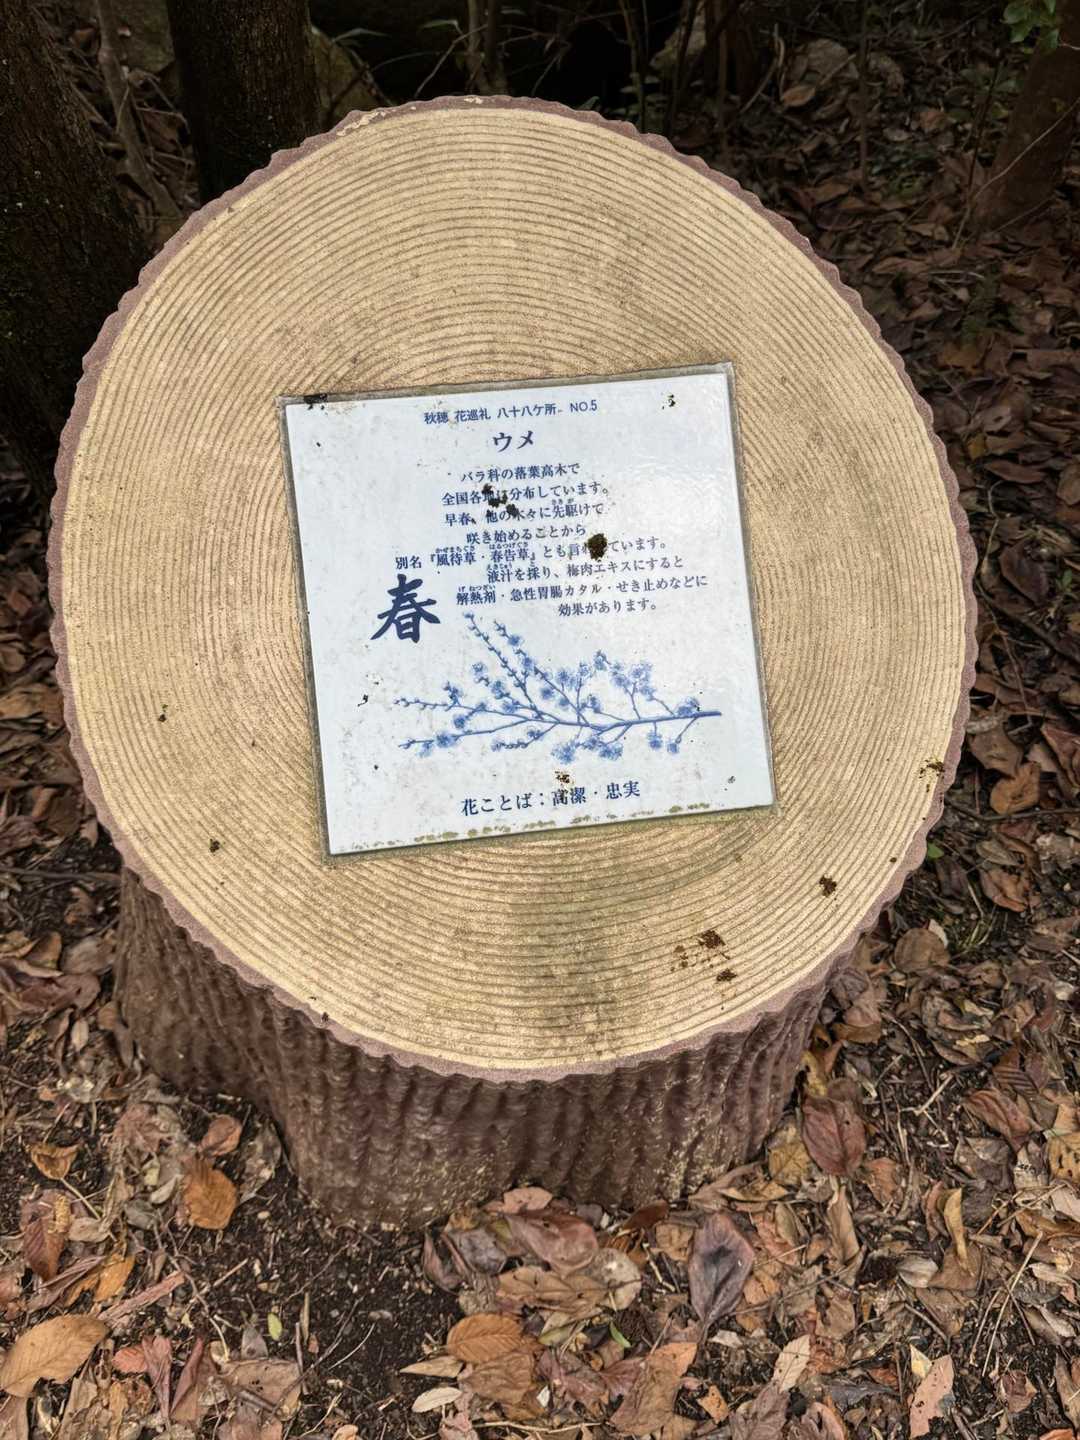 秋穂 花巡礼 八十八ケ所 NO.5
ウメ
バラ科の落葉高木で
全国各地に分布しています。
早春、他の木々に先駆けて
咲き始めることから
別名『風待草・春告草』とも言われています。
液汁を採り、梅肉エキスにすると
解熱剤・急性胃腸カタル・せき止めなどに
効果があります。
春
花ことば：高潔・忠実